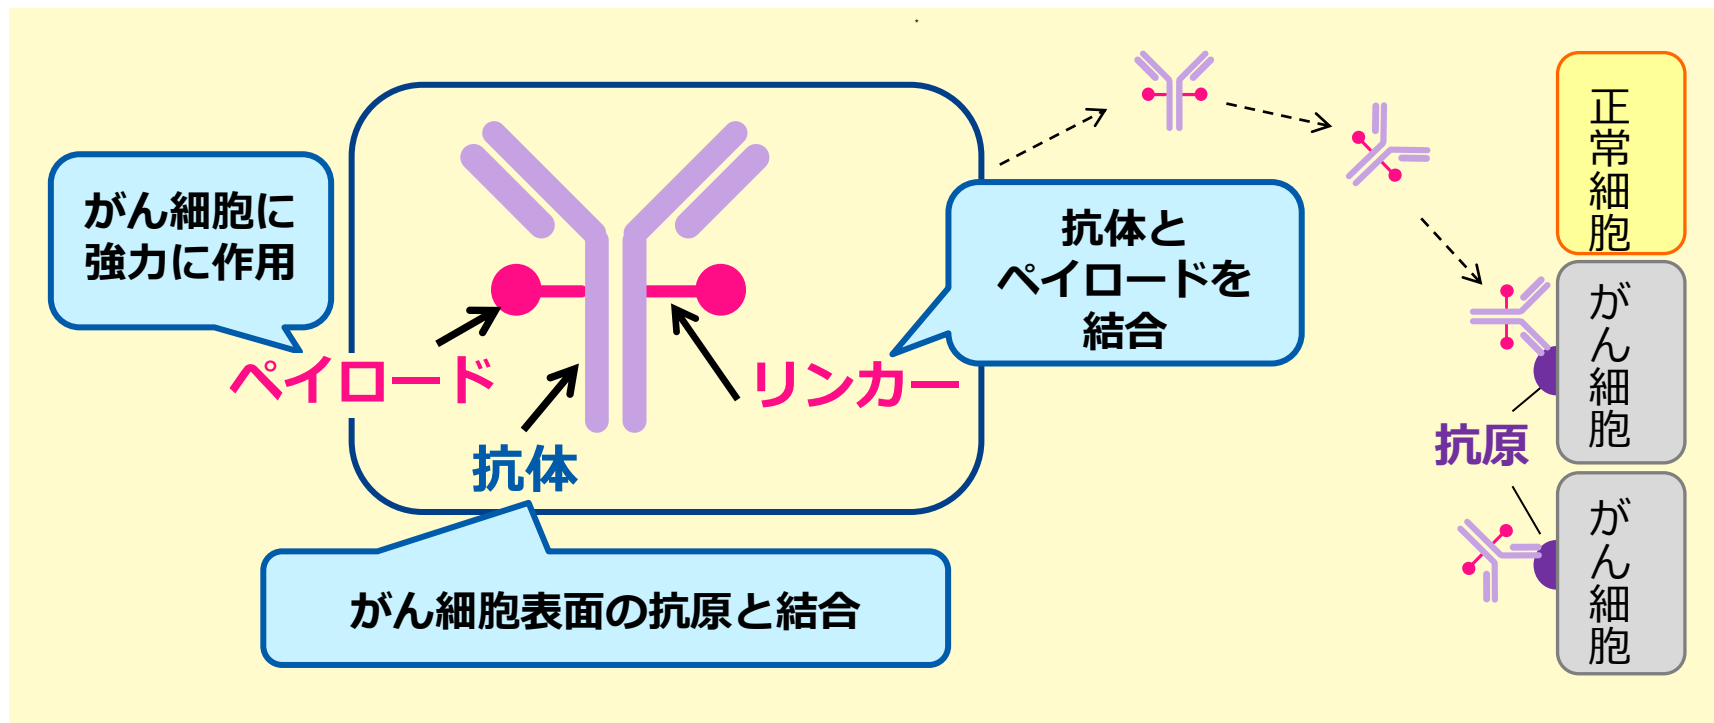 がん細胞に
強力に作用
ペイロード
抗体
リンカー
抗体と
ペイロードを
結合
がん細胞表面の抗原と結合
正常細胞
がん細胞
抗原
がん細胞